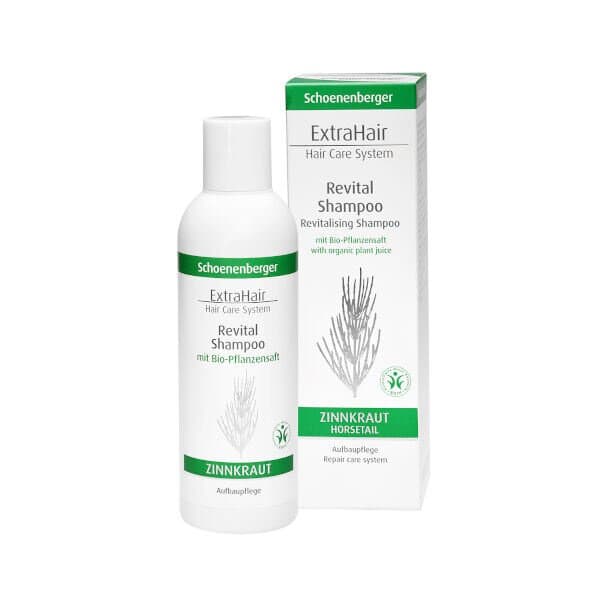 Schoenenberger
ExtraHair
Hair Care System
Revital
Shampoo
mit Bio-Pflanzensaft
ZINNKRAUT
Aufbaupflege
Schoenenberger
ExtraHair
Hair Care System
Revital
Shampoo
Revitalising Shampoo
mit Bio-Pflanzensaft
with organic plant juice
ZINNKRAUT
HORSETAIL
Aufbaupflege
Repair care system